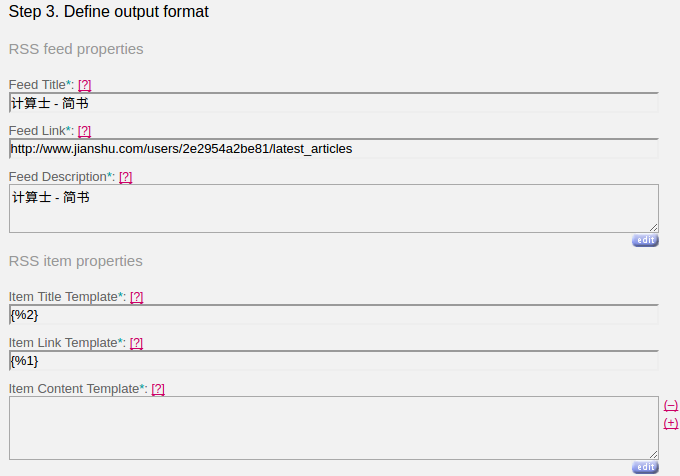 Step 3. Define output format
RSS feed properties
Feed Title*: [?]
计算士 - 简书
Feed Link*: [?]
http://www.jianshu.com/users/2e2954a2be81/latest_articles
Feed Description*: [?]
计算士 - 简书
edit
RSS item properties
Item Title Template*: [?]
{%2}
Item Link Template*: [?]
{%1}
Item Content Template*: [?]
(–)
(+)
edit